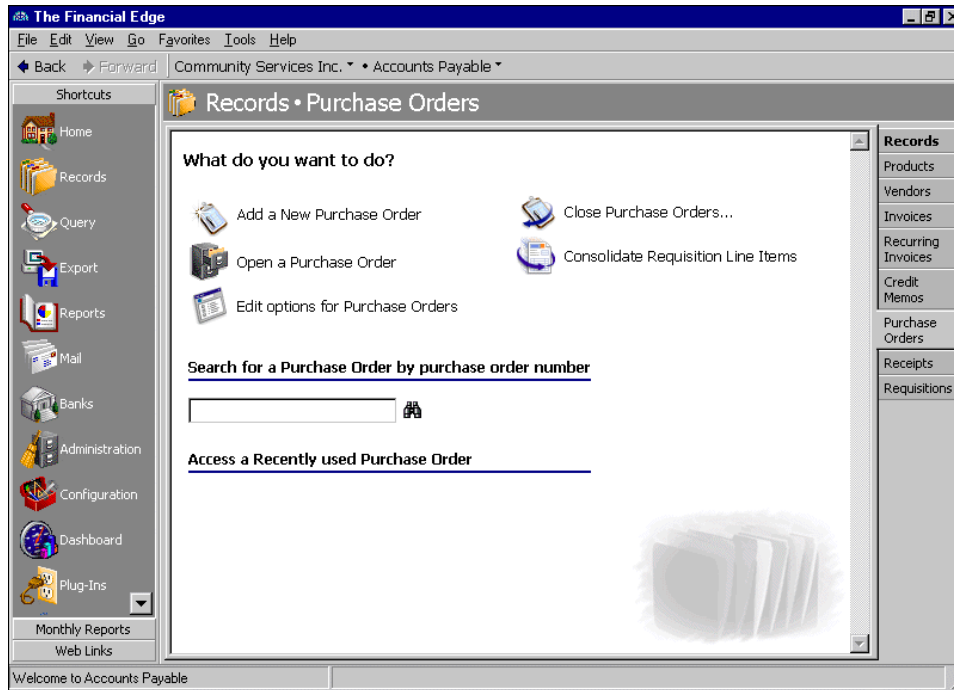 The Financial Edge
File Edit View Go Favorites Tools Help
Back Forward Community Services Inc. • Accounts Payable
Shortcuts
Home
Records
Query
Export
Reports
Mail
Banks
Administration
Configuration
Dashboard
Plug-Ins
Monthly Reports
Web Links
Records • Purchase Orders
What do you want to do?
Add a New Purchase Order
Close Purchase Orders...
Open a Purchase Order
Consolidate Requisition Line Items
Edit options for Purchase Orders
Search for a Purchase Order by purchase order number
Access a Recently used Purchase Order
Records
Products
Vendors
Invoices
Recurring
Invoices
Credit
Memos
Purchase
Orders
Receipts
Requisitions
Welcome to Accounts Payable